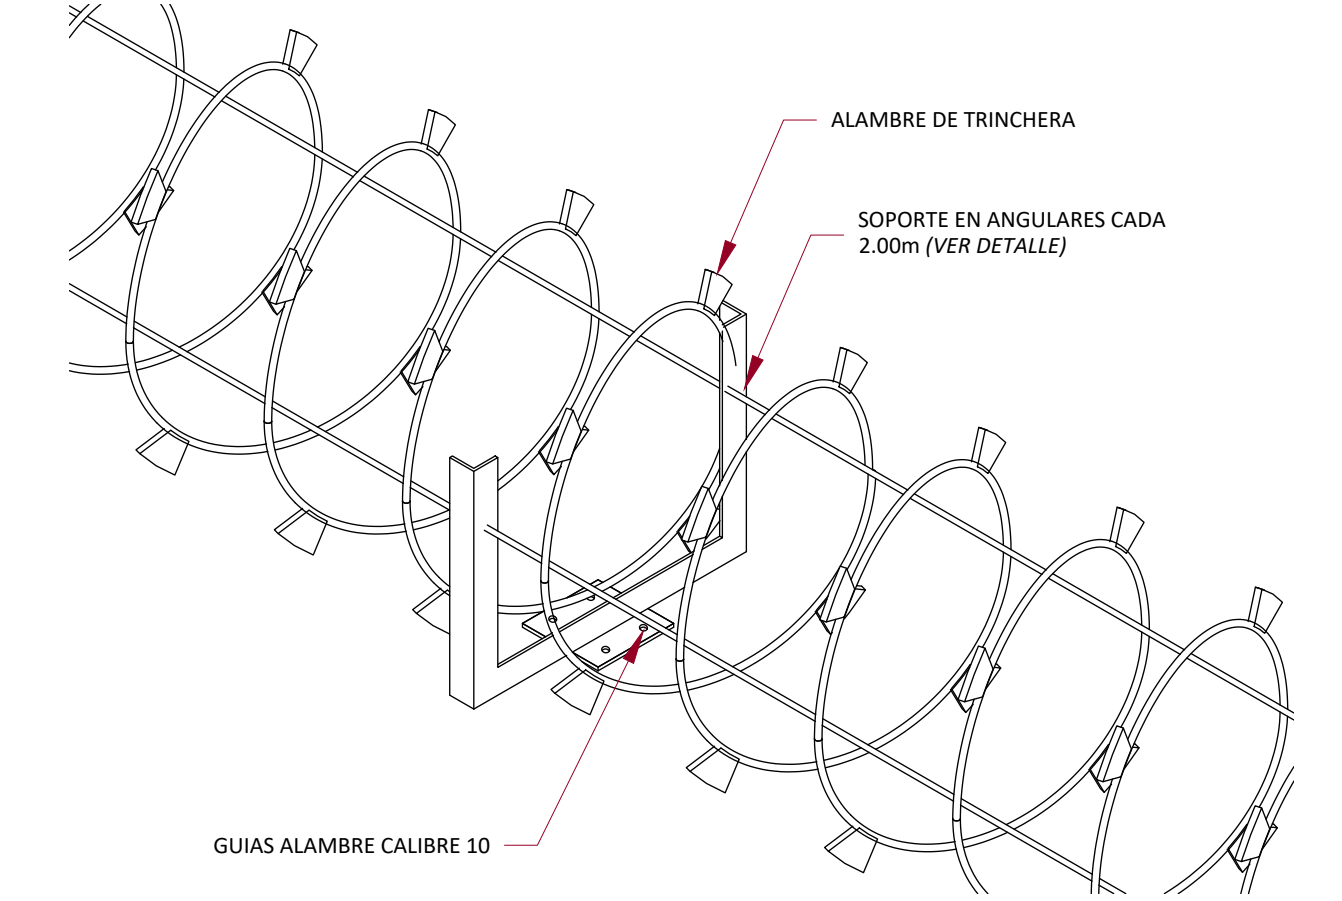 ALAMBRE DE TRINCHERA
SOPORTE EN ANGULARES CADA
2.00m (VER DETALLE)
GUIAS ALAMBRE CALIBRE 10